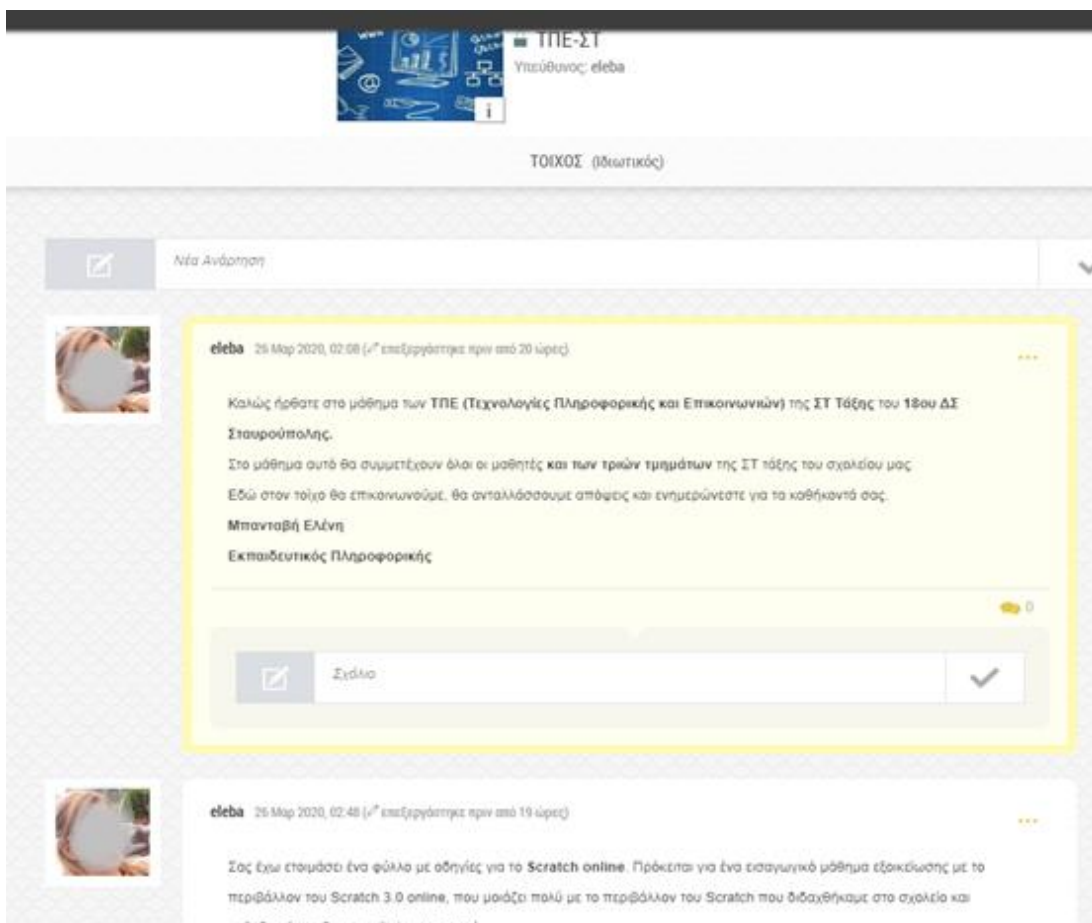 ΤΠΕ-ΣΤ
Υπεύθυνος: eleba
i
ΤΟΙΧΟΣ (Ιδιωτικός)
Νέα Ανάρτηση
eleba 26 Μαρ 2020, 02:08 (επεξεργάστηκε πριν από 20 ώρες)
Καλώς ήρθατε στο μάθημα των ΤΠΕ (Τεχνολογίες Πληροφορικής και Επικοινωνιών) της ΣΤ Τάξης του 18ου ΔΣ
Σταυρούπολης.
Στο μάθημα αυτό θα συμμετέχουν όλοι οι μαθητές και των τριών τμημάτων της ΣΤ τάξης του σχολείου μας
Εδώ στον τοίχο θα επικοινωνούμε, θα ανταλλάσσουμε απόψεις και ενημερώνεστε για τα καθήκοντά σας.
Μπανταβή Ελένη
Εκπαιδευτικός Πληροφορικής
0
Σχόλιο
eleba 26 Μαρ 2020, 02:48 (επεξεργάστηκε πριν από 19 ώρες)
Σας έχω ετοιμάσει ένα φύλλο με οδηγίες για το Scratch online. Πρόκειται για ένα εισαγωγικό μάθημα εξοικείωσης με το
περιβάλλον του Scratch 3.0 online, που μοιάζει πολύ με το περιβάλλον του Scratch που διδαχθήκαμε στο σχολείο και